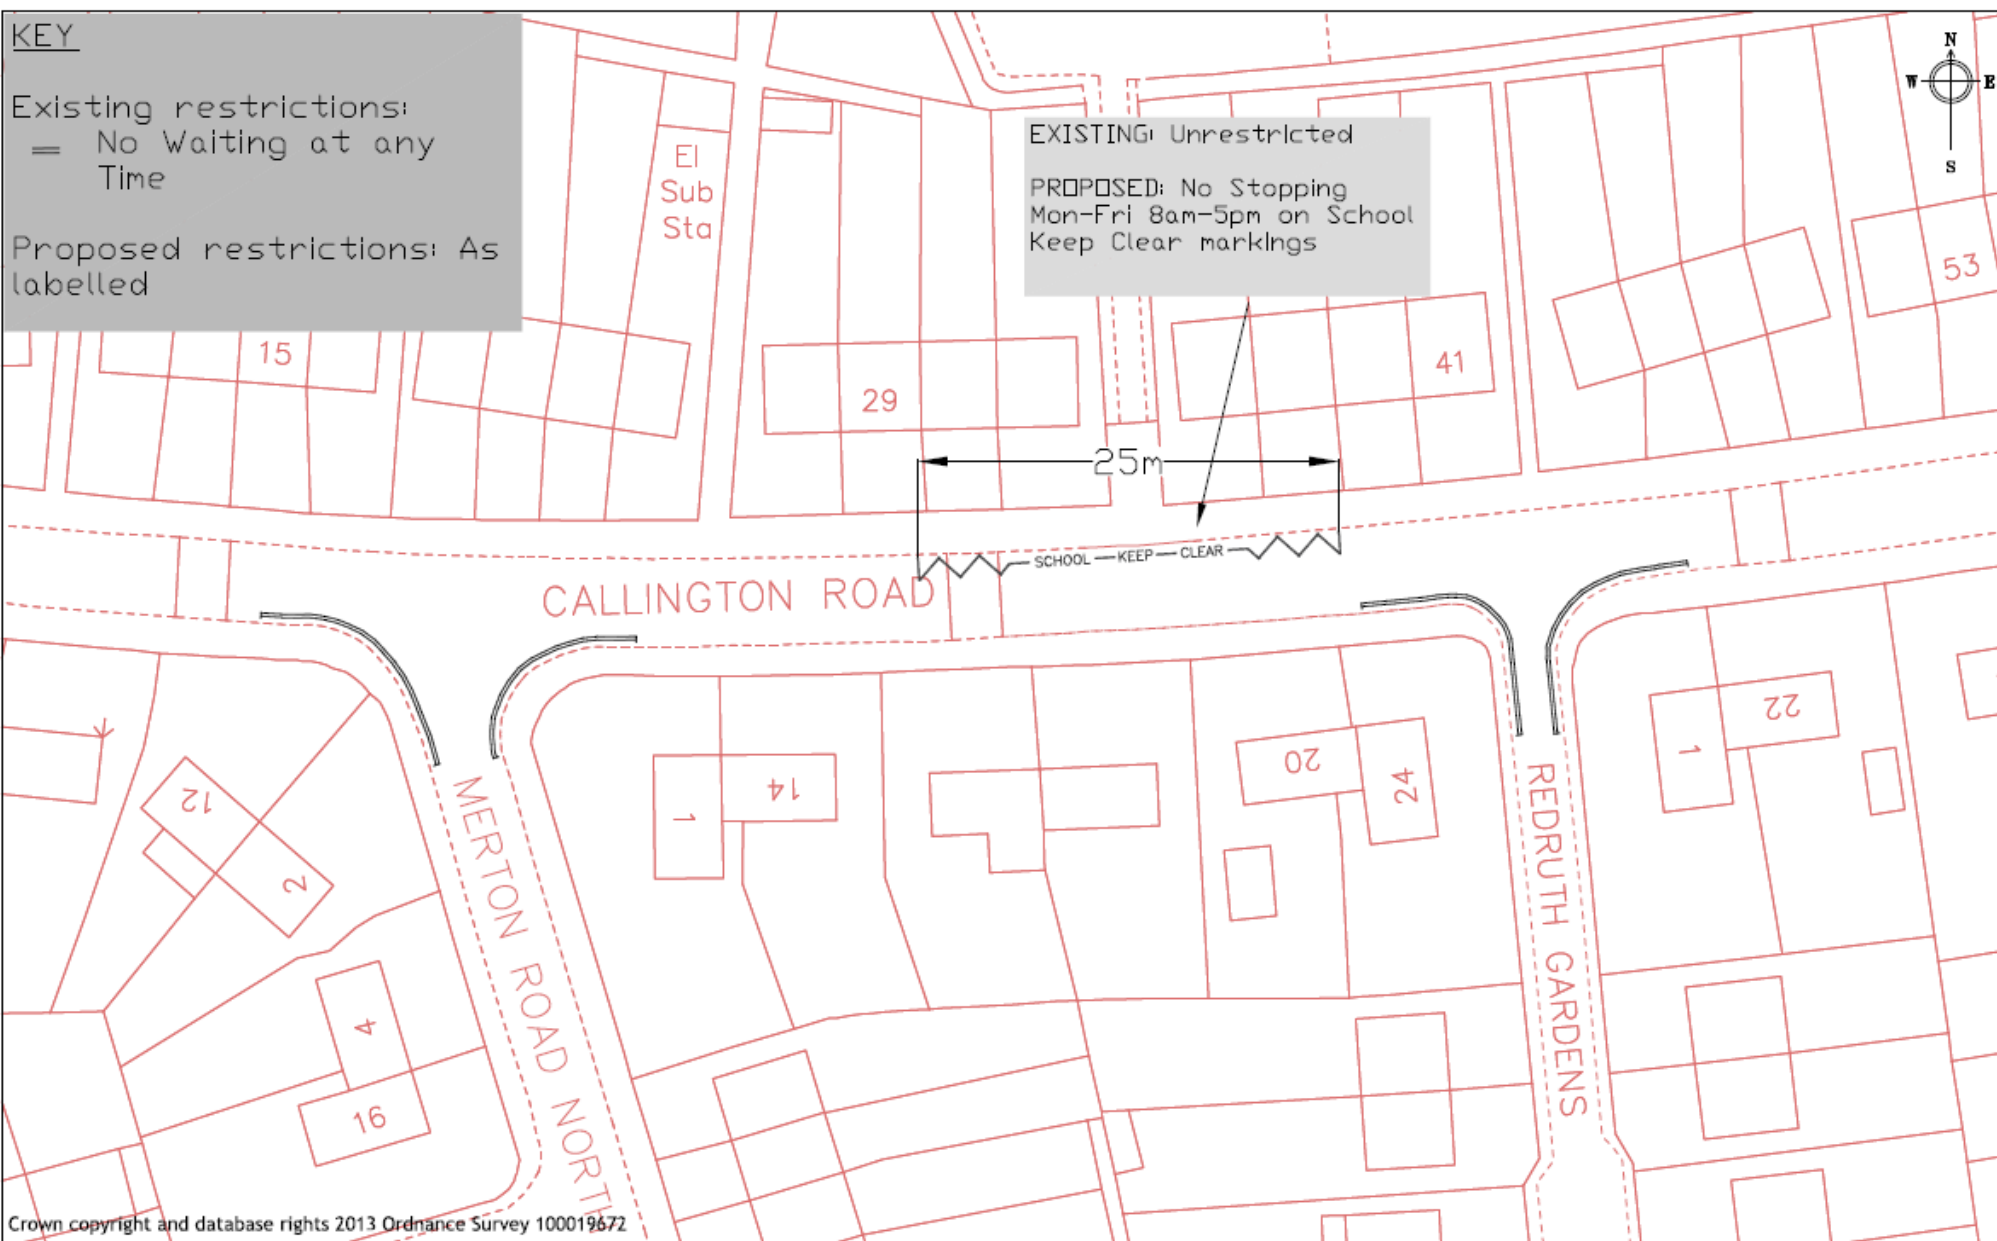 KEY
Existing restrictions:
= No Waiting at any
Time
Proposed restrictions: As
labelled
EXISTING: Unrestricted
PROPOSED: No Stopping
Mon-Fri 8am-5pm on School
Keep Clear markings
N
W E
S
El
Sub
Sta
53
15
29
41
25m
SCHOOL KEEP CLEAR
CALLINGTON ROAD
12
2
1
14
20
24
1
22
MERTON ROAD NORTH
REDRUTH GARDENS
4
16
Crown copyright and database rights 2013 Ordnance Survey 100019672